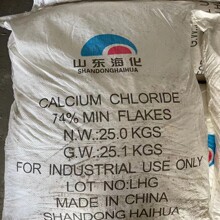 山东海化
SHANDONGHAIHUA
CALCIUM CHLORIDE
74% MIN FLAKES
N.W.:25.0 KGS
G.W.:25.1 KGS
FOR INDUSTRIAL USE ONLY
LOT NO:LHG
MADE IN CHINA
SHANDONG HAIHUA